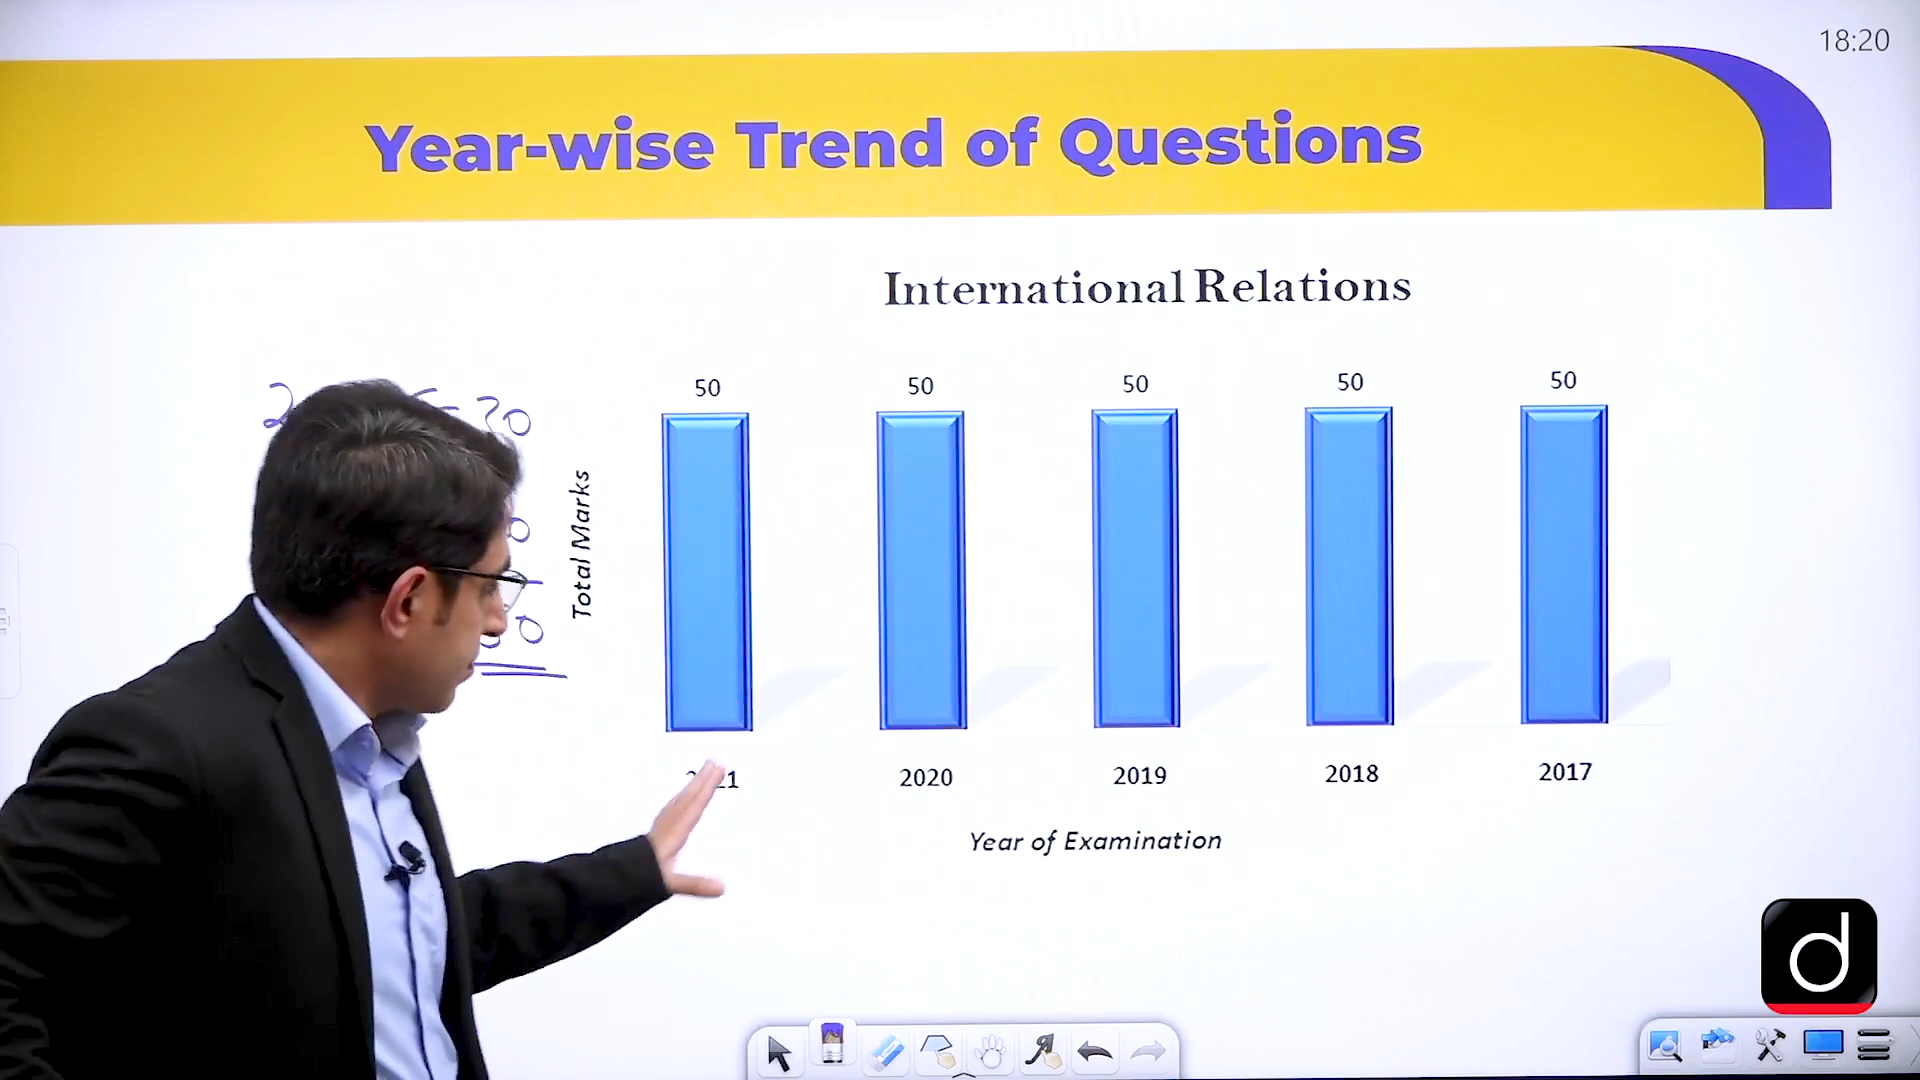 18:20
Year-wise Trend of Questions
International Relations
50 50 50 50 50
Total Marks
2020 2019 2018 2017
Year of Examination
d